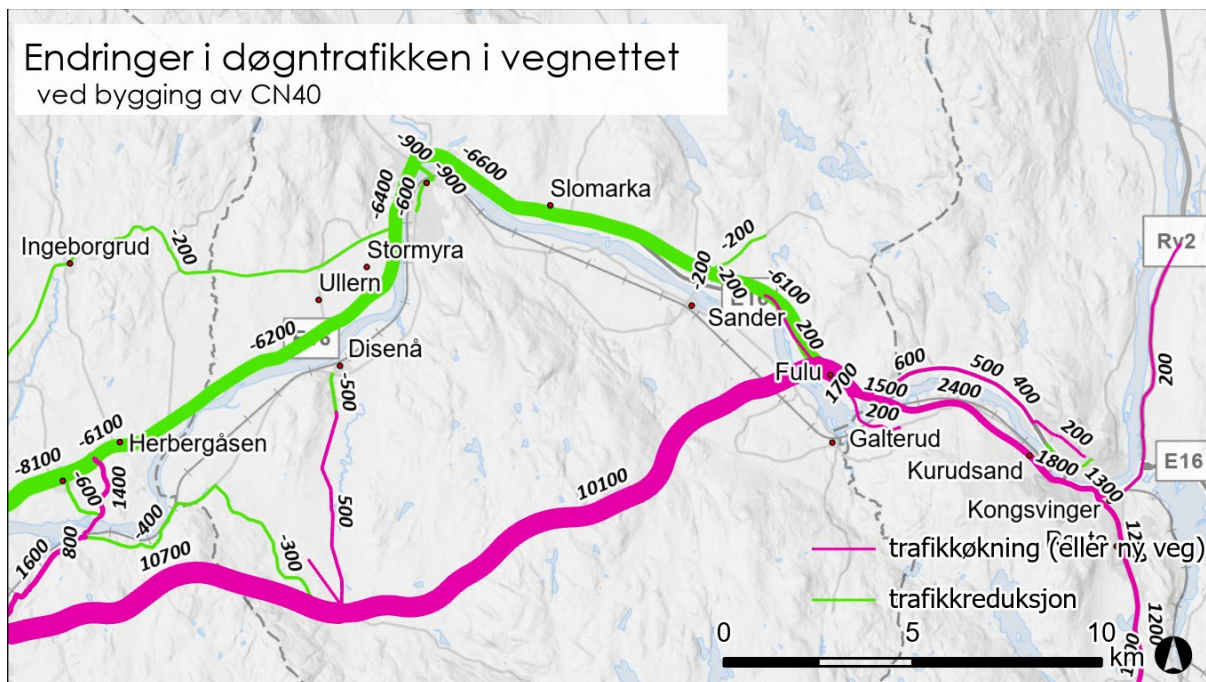 Endringer i døgntrafikken i vegnettet
ved bygging av CN40
-900
-900
-6600
-6400
-600
Slomarka
Ingeborgrud
-200
Stormyra
Ullern
-200
Rv2
-200
-200
-6100
E16
Sander
200
-6200
Disenå
-500
Fulu
1700
600
500
400
1500
2400
200
200
200
-6100
Herbergåsen
-8100
-600
1400
Galterud
Kurudsand
1800
1300
E16
10100
500
Kongsvinger
-400
800
1600
10700
-300
trafikkøkning (eller ny veg)
trafikkreduksjon
1200
0
5
10
km